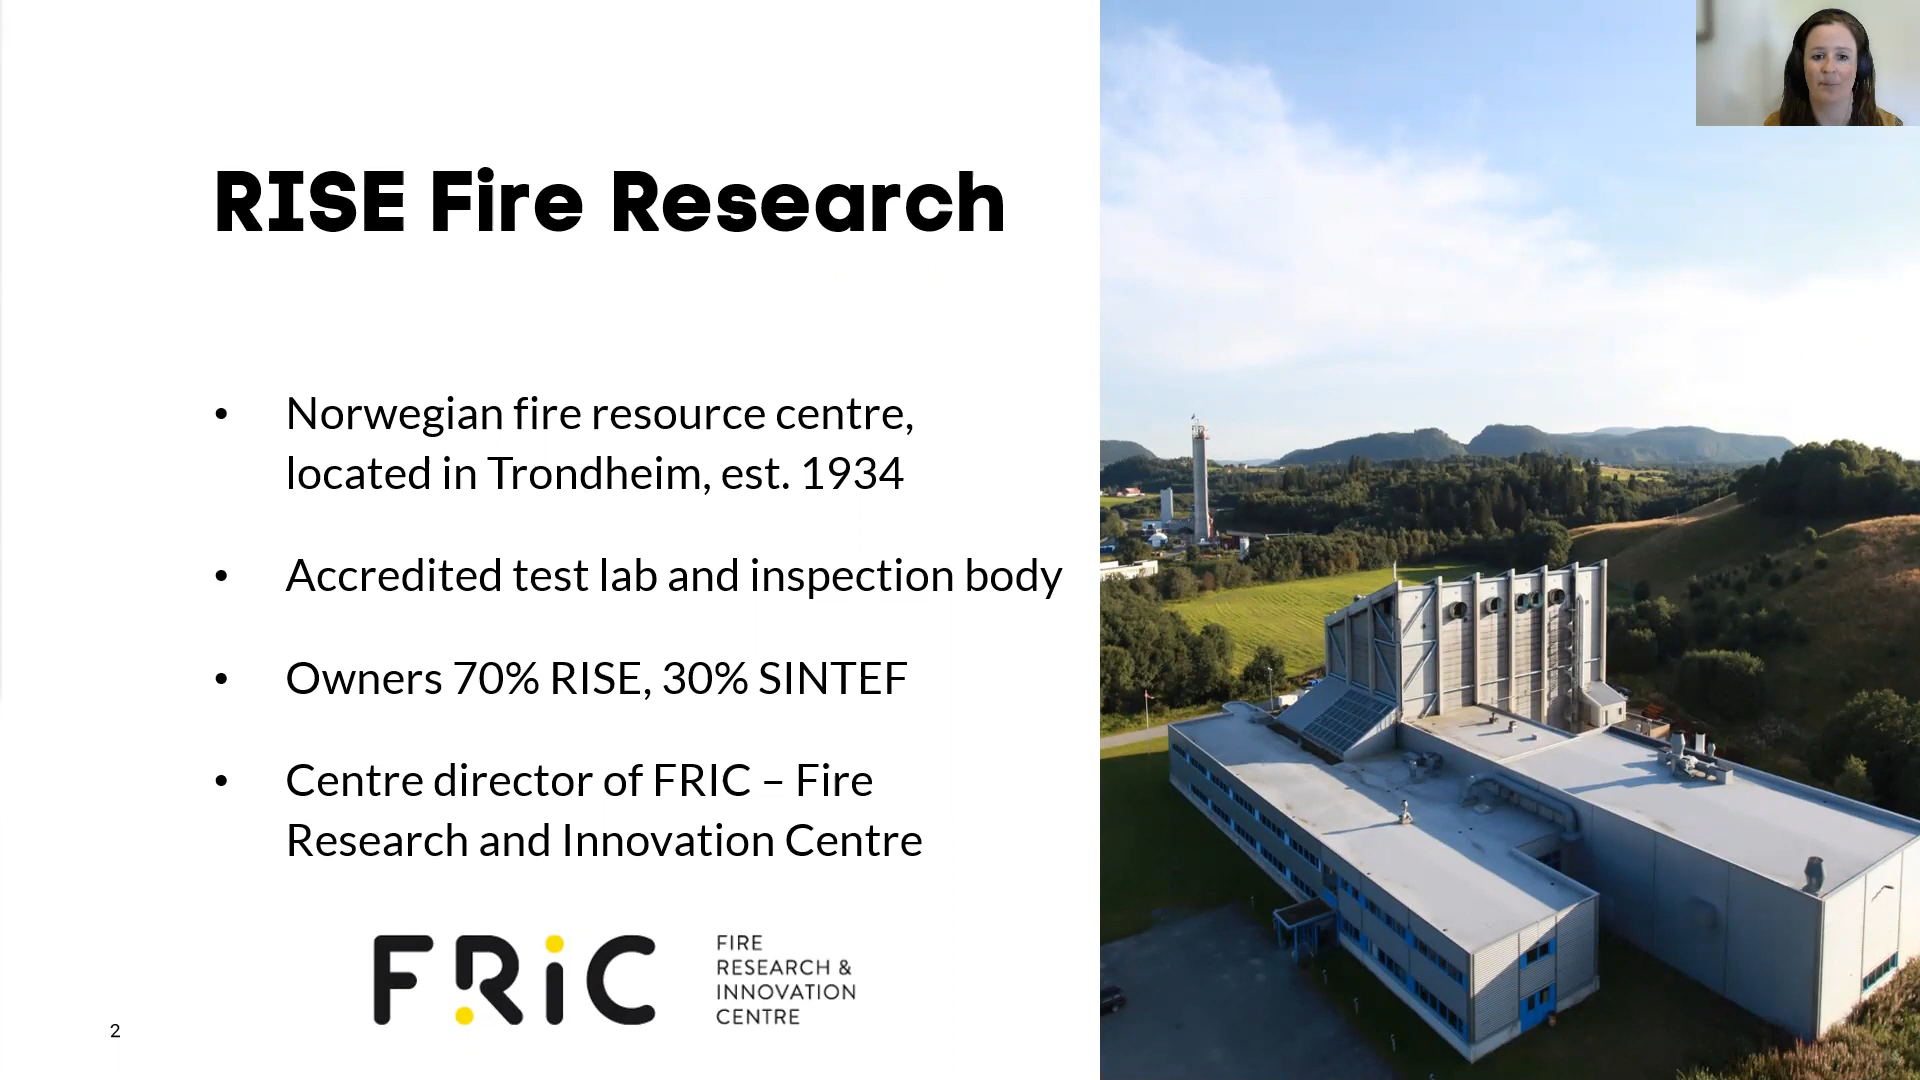 RISE Fire Research
• Norwegian fire resource centre,
located in Trondheim, est. 1934
• Accredited test lab and inspection body
• Owners 70% RISE, 30% SINTEF
• Centre director of FRIC – Fire
Research and Innovation Centre
FRiC
FIRE
RESEARCH &
INNOVATION
CENTRE
2